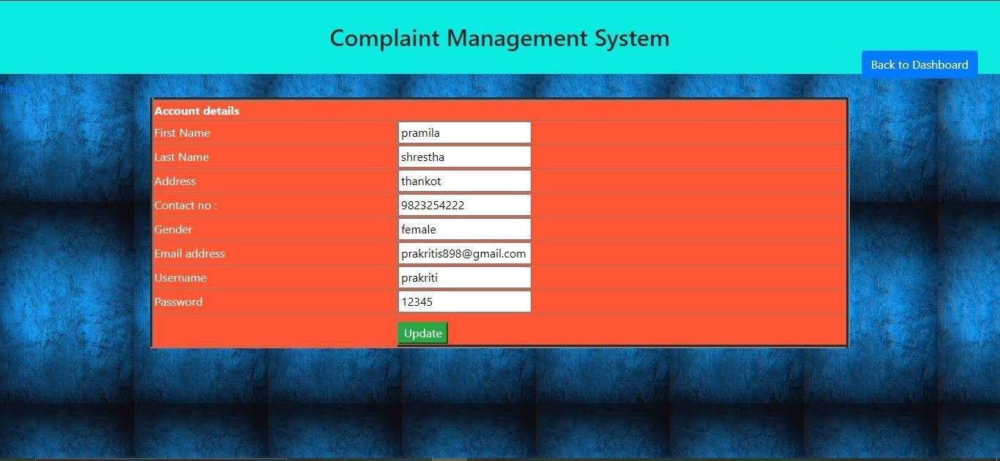 Complaint Management System
Back to Dashboard
Home
Account details
First Name pramila
Last Name shrestha
Address thankot
Contact no : 9823254222
Gender female
Email address prakritis898@gmail.com
Username prakriti
Password 12345
Update